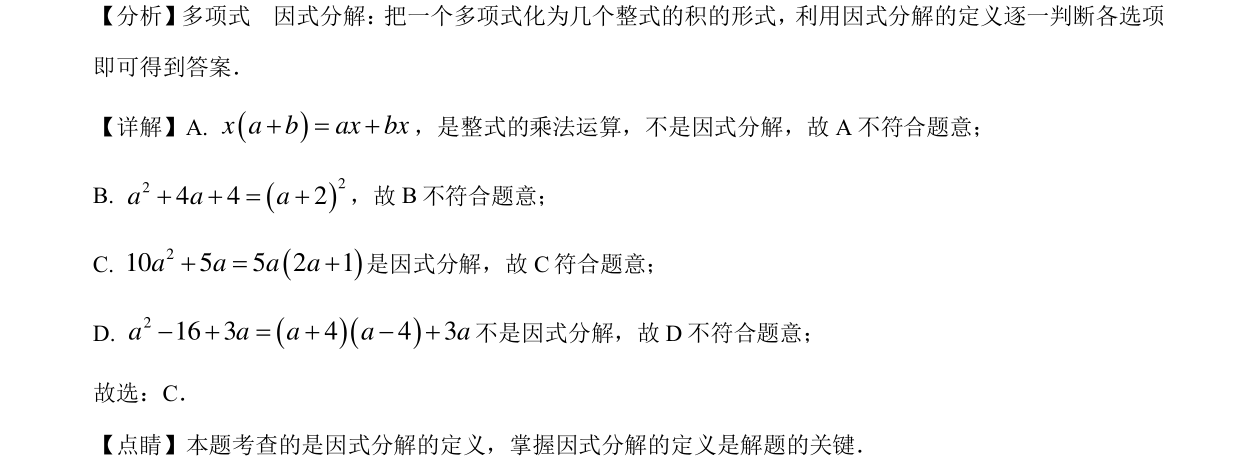 【分析】多项式 因式分解：把一个多项式化为几个整式的积的形式，利用因式分解的定义逐一判断各选项
即可得到答案．
【详解】A. x(a+b)=ax+bx，是整式的乘法运算，不是因式分解，故 A 不符合题意；
B. a²+4a+4=(a+2)²，故 B 不符合题意；
C. 10a²+5a=5a(2a+1)是因式分解，故 C 符合题意；
D. a²−16+3a=(a+4)(a−4)+3a 不是因式分解，故 D 不符合题意；
故选：C．
【点睛】本题考查的是因式分解的定义，掌握因式分解的定义是解题的关键．